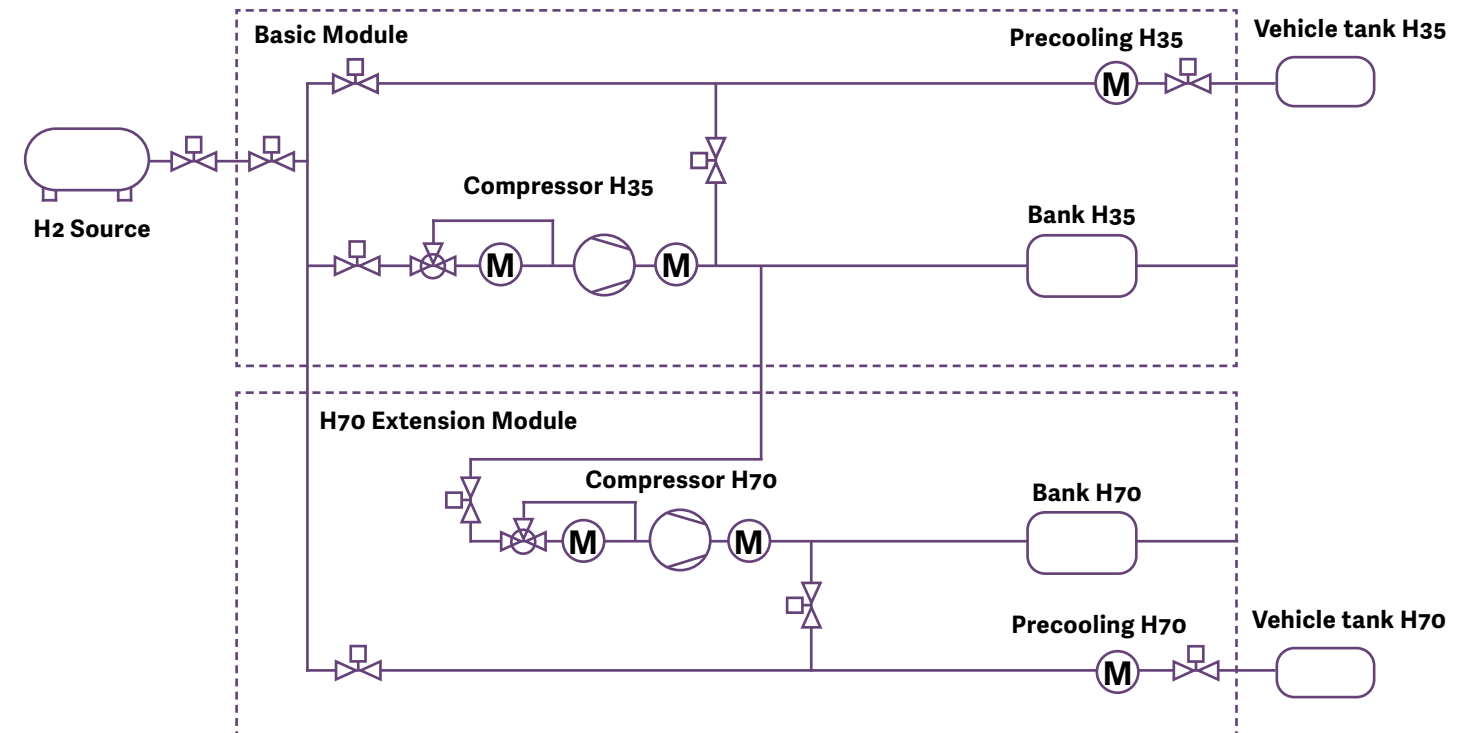 Basic Module
Precooling H35
Vehicle tank H35
M
H2 Source
Compressor H35
M
M
Bank H35
H70 Extension Module
Compressor H70
M
M
Bank H70
Precooling H70
Vehicle tank H70
M